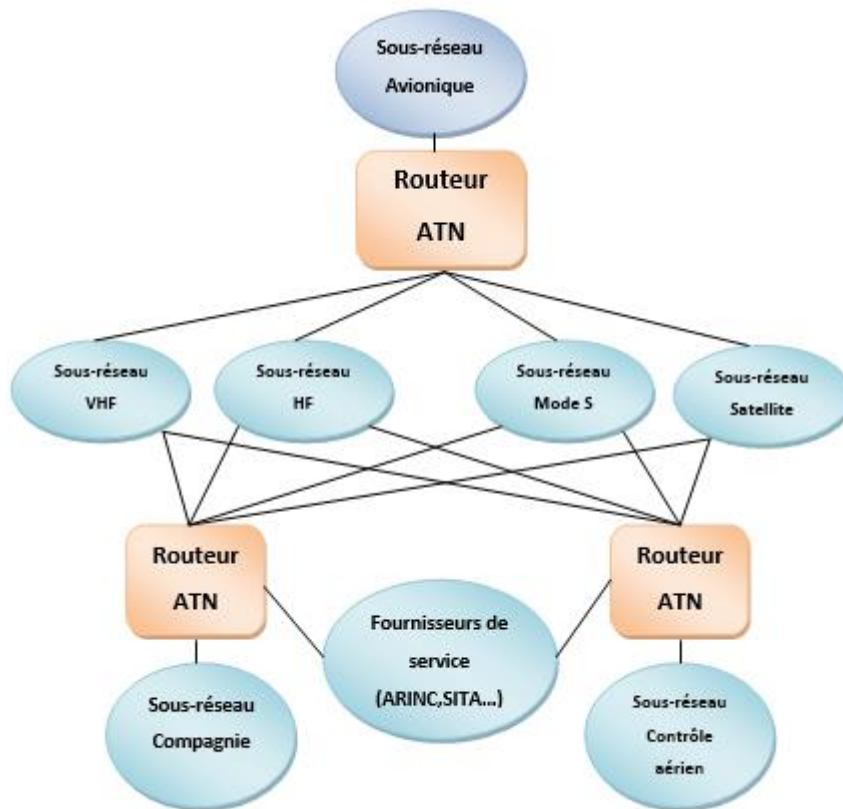 Sous-réseau
Avionique
Routeur
ATN
Sous-réseau
VHF
Sous-réseau
HF
Sous-réseau
Mode S
Sous-réseau
Satellite
Routeur
ATN
Routeur
ATN
Fournisseurs de
service
(ARINC,SITA...)
Sous-réseau
Compagnie
Sous-réseau
Contrôle
aérien